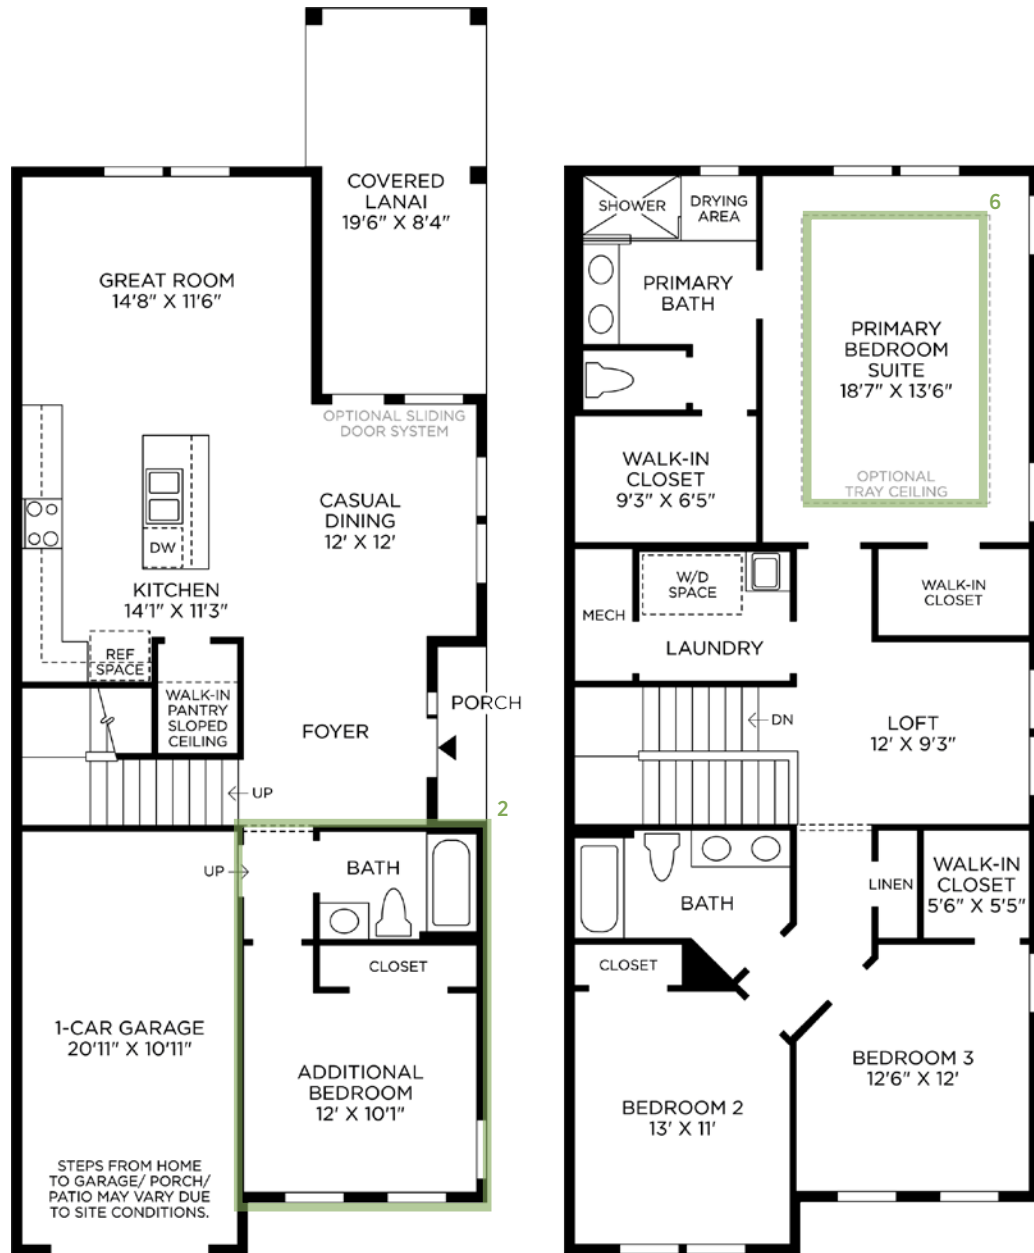 COVERED
LANAI
19'6" X 8'4"
GREAT ROOM
14'8" X 11'6"
OPTIONAL SLIDING
DOOR SYSTEM
CASUAL
DINING
12' X 12'
DW
KITCHEN
14'1" X 11'3"
REF
SPACE
WALK-IN
PANTRY
SLOPED
CEILING
FOYER
PORCH
UP
2
UP
BATH
CLOSET
1-CAR GARAGE
20'11" X 10'11"
ADDITIONAL
BEDROOM
12' X 10'1"
STEPS FROM HOME
TO GARAGE/ PORCH/
PATIO MAY VARY DUE
TO SITE CONDITIONS.
SHOWER
DRYING
AREA
6
PRIMARY
BATH
PRIMARY
BEDROOM
SUITE
18'7" X 13'6"
OPTIONAL
TRAY CEILING
WALK-IN
CLOSET
9'3" X 6'5"
W/D
SPACE
MECH
LAUNDRY
WALK-IN
CLOSET
DN
LOFT
12' X 9'3"
BATH
LINEN
WALK-IN
CLOSET
5'6" X 5'5"
CLOSET
BEDROOM 3
12'6" X 12'
BEDROOM 2
13' X 11'